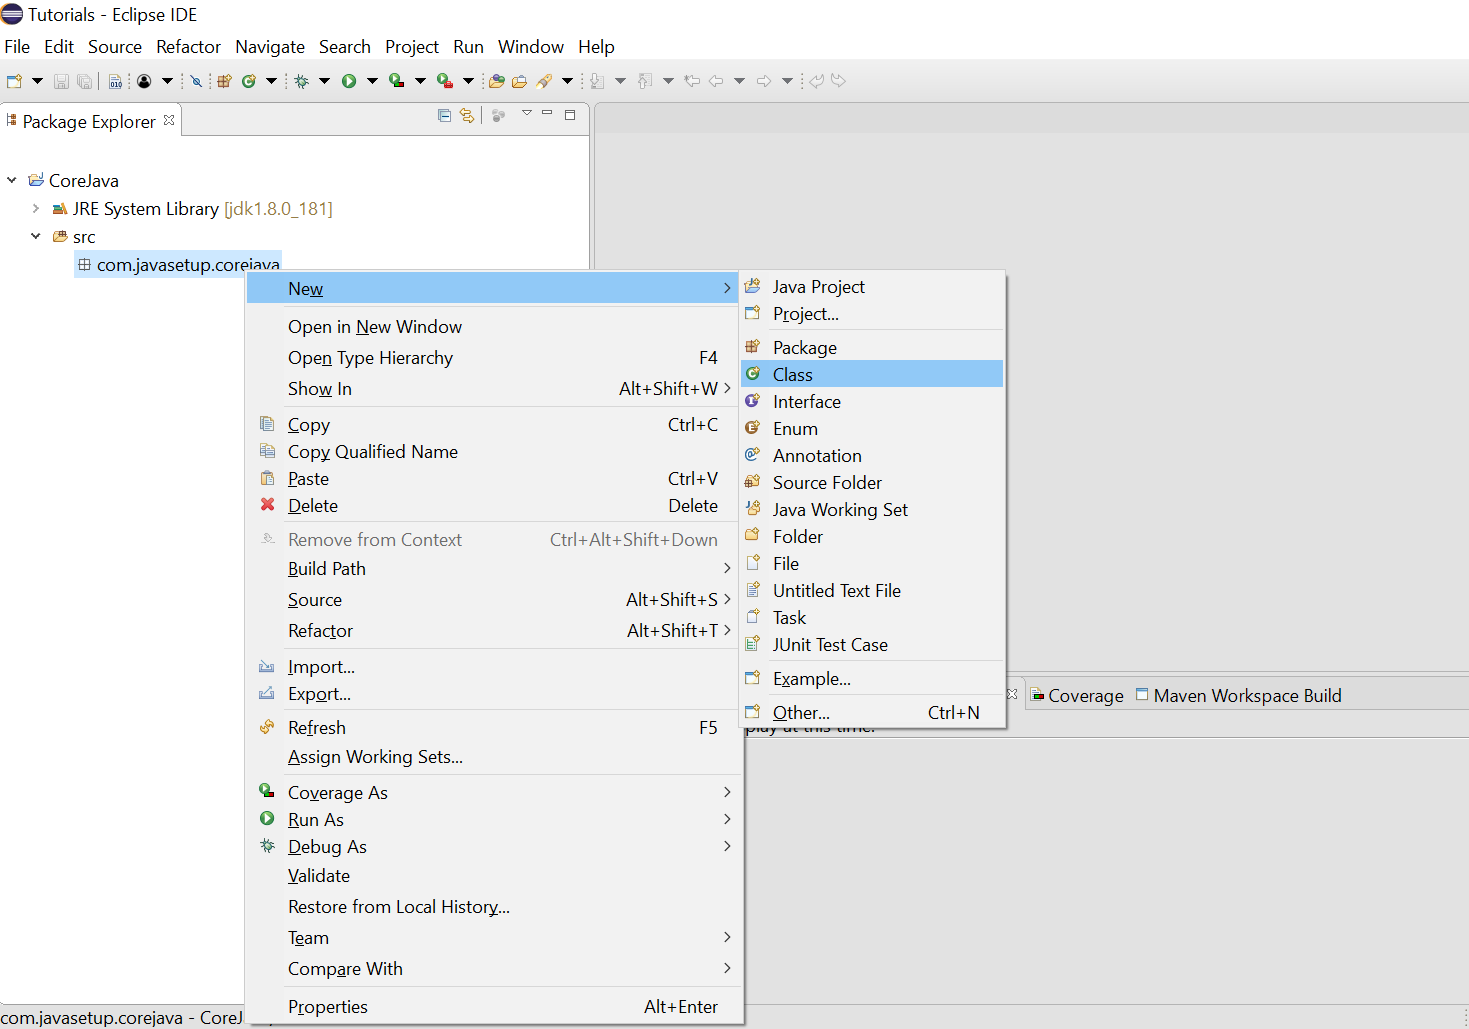 Tutorials - Eclipse IDE
File Edit Source Refactor Navigate Search Project Run Window Help
010
Package Explorer
CoreJava
JRE System Library [jdk1.8.0_181]
src
com.javasetup.corejava
New
Open in New Window
Open Type Hierarchy F4
Show In Alt+Shift+W
Copy Ctrl+C
Copy Qualified Name
Paste Ctrl+V
Delete Delete
Remove from Context Ctrl+Alt+Shift+Down
Build Path
Source Alt+Shift+S
Refactor Alt+Shift+T
Import...
Export...
Refresh F5
Assign Working Sets...
Coverage As
Run As
Debug As
Validate
Restore from Local History...
Team
Compare With
Properties Alt+Enter
Java Project
Project...
Package
Class
Interface
Enum
Annotation
Source Folder
Java Working Set
Folder
File
Untitled Text File
Task
JUnit Test Case
Example...
Other... Ctrl+N
Coverage Maven Workspace Build
at this time.
com.javasetup.corejava - CoreJ